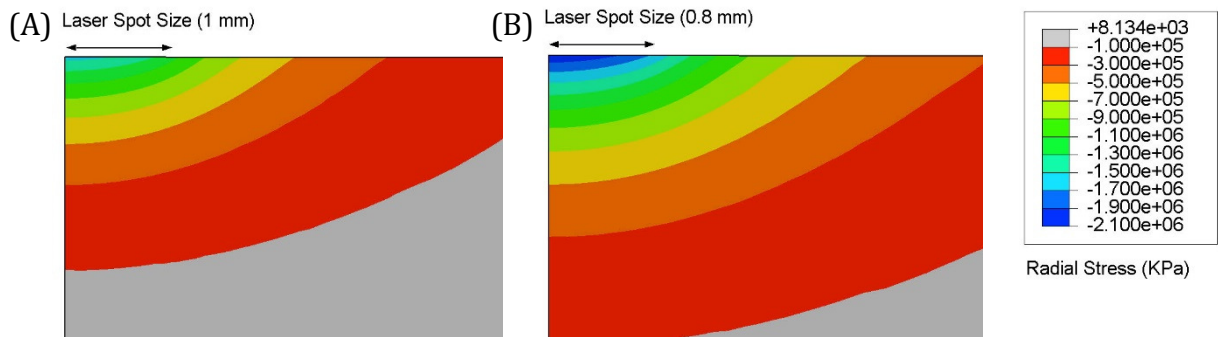 (A) Laser Spot Size (1 mm)
(B) Laser Spot Size (0.8 mm)
+8.134e+03
-1.000e+05
-3.000e+05
-5.000e+05
-7.000e+05
-9.000e+05
-1.100e+06
-1.300e+06
-1.500e+06
-1.700e+06
-1.900e+06
-2.100e+06
Radial Stress (KPa)